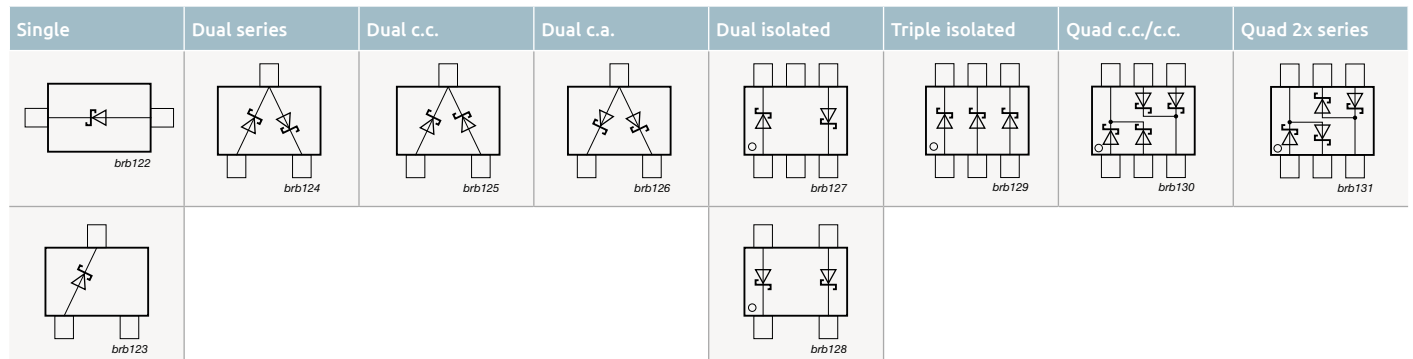 Single
Dual series
Dual c.c.
Dual c.a.
Dual isolated
Triple isolated
Quad c.c./c.c.
Quad 2x series
brb122
brb124
brb125
brb126
brb127
brb129
brb130
brb131
brb123
brb128